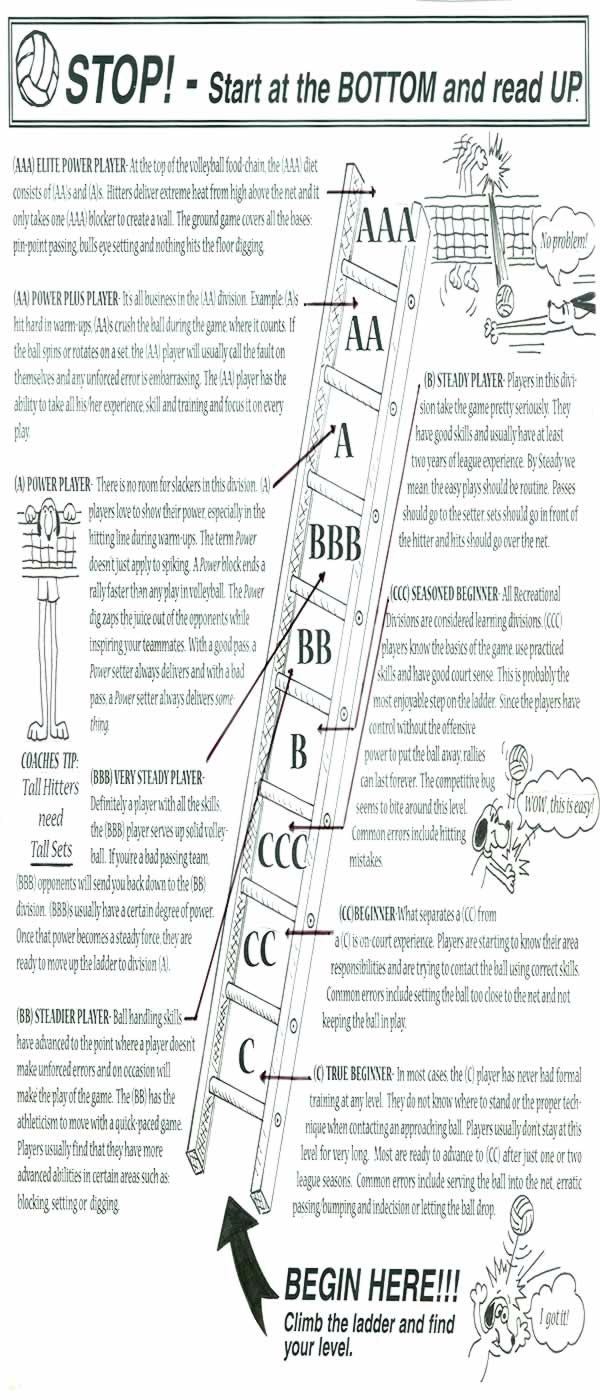 STOP! - Start at the BOTTOM and read UP.
(AAA) ELITE POWER PLAYER- At the top of the volleyball food-chain, the (AAA) diet
consists of (AA)s and (A)s. Hitters deliver extreme heat from high above the net and it
only takes one (AAA) blocker to create a wall. The ground game covers all the bases:
pin-point passing, bulls eye setting and nothing hits the floor digging.
AAA
No problem!
(AA) POWER PLUS PLAYER- It's all business in the (AA) division. Example: (A)s
hit hard in warm-ups, (AA)s crush the ball during the game, where it counts. If
the ball spins or rotates on a set, the (AA) player will usually call the fault on
themselves and any unforced error is embarrassing. The (AA) player has the
ability to take all his/her experience, skill and training and focus it on every
play.
AA
(B) STEADY PLAYER- Players in this divi-
sion take the game pretty seriously. They
have good skills and usually have at least
two years of league experience. By Steady we
mean, the easy plays should be routine. Passes
should go to the setter, sets should go in front of
the hitter and hits should go over the net.
A
(A) POWER PLAYER- There is no room for slackers in this division. (A)
players love to show their power, especially in the
hitting line during warm-ups. The term Power
doesn't just apply to spiking. A Power block ends a
rally faster than any play in volleyball. The Power
dig zaps the juice out of the opponents while
inspiring your teammates. With a good pass, a
Power setter always delivers and with a bad
pass, a Power setter always delivers some-
thing.
BBB
(CCC) SEASONED BEGINNER- All Recreational
Divisions are considered learning divisions. (CCC)
players know the basics of the game, use practiced
skills and have good court sense. This is probably the
most enjoyable step on the ladder. Since the players have
control without the offensive
power to put the ball away, rallies
can last forever. The competitive bug
seems to bite around this level.
Common errors include hitting
mistakes.
BB
COACHES TIP:
Tall Hitters
need
Tall Sets
B
WOW, this is easy!
(BBB) VERY STEADY PLAYER-
Definitely a player with all the skills,
the (BBB) player serves up solid volley-
ball. If you're a bad passing team,
(BBB) opponents will send you back down to the (BB)
division. (BBB)s usually have a certain degree of power.
Once that power becomes a steady force, they are
ready to move up the ladder to division (A).
CCC
(CC)BEGINNER-What separates a (CC) from
a (C) is on-court experience. Players are starting to know their area
responsibilities and are trying to contact the ball using correct skills.
Common errors include setting the ball too close to the net and not
keeping the ball in play.
CC
(BB) STEADIER PLAYER- Ball handling skills
have advanced to the point where a player doesn't
make unforced errors and on occasion will
make the play of the game. The (BB) has the
athleticism to move with a quick-paced game.
Players usually find that they have more
advanced abilities in certain areas such as:
blocking, setting or digging.
C
(C) TRUE BEGINNER- In most cases, the (C) player has never had formal
training at any level. They do not know where to stand or the proper tech-
nique when contacting an approaching ball. Players usually don't stay at this
level for very long. Most are ready to advance to (CC) after just one or two
league seasons. Common errors include serving the ball into the net, erratic
passing/bumping and indecision or letting the ball drop.
BEGIN HERE!!!
Climb the ladder and find
your level.
I got it!